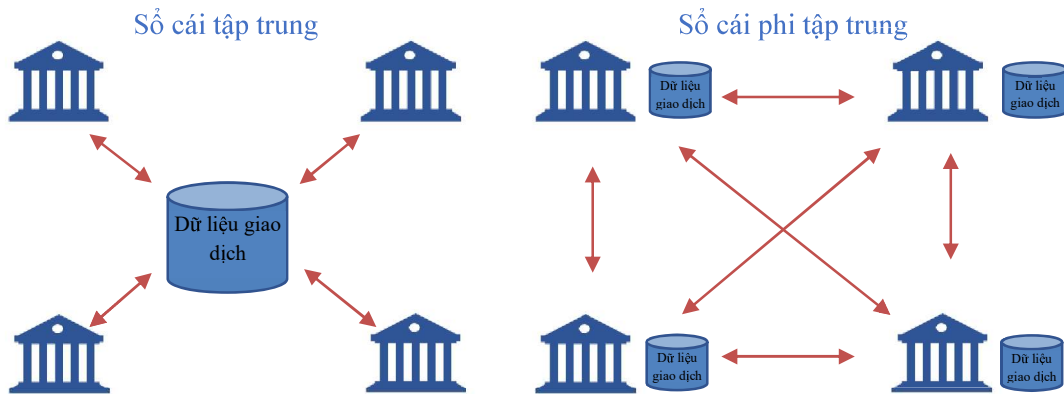 Sổ cái tập trung
Dữ liệu giao
dịch
Sổ cái phi tập trung
Dữ liệu
giao dịch
Dữ liệu
giao dịch
Dữ liệu
giao dịch
Dữ liệu
giao dịch